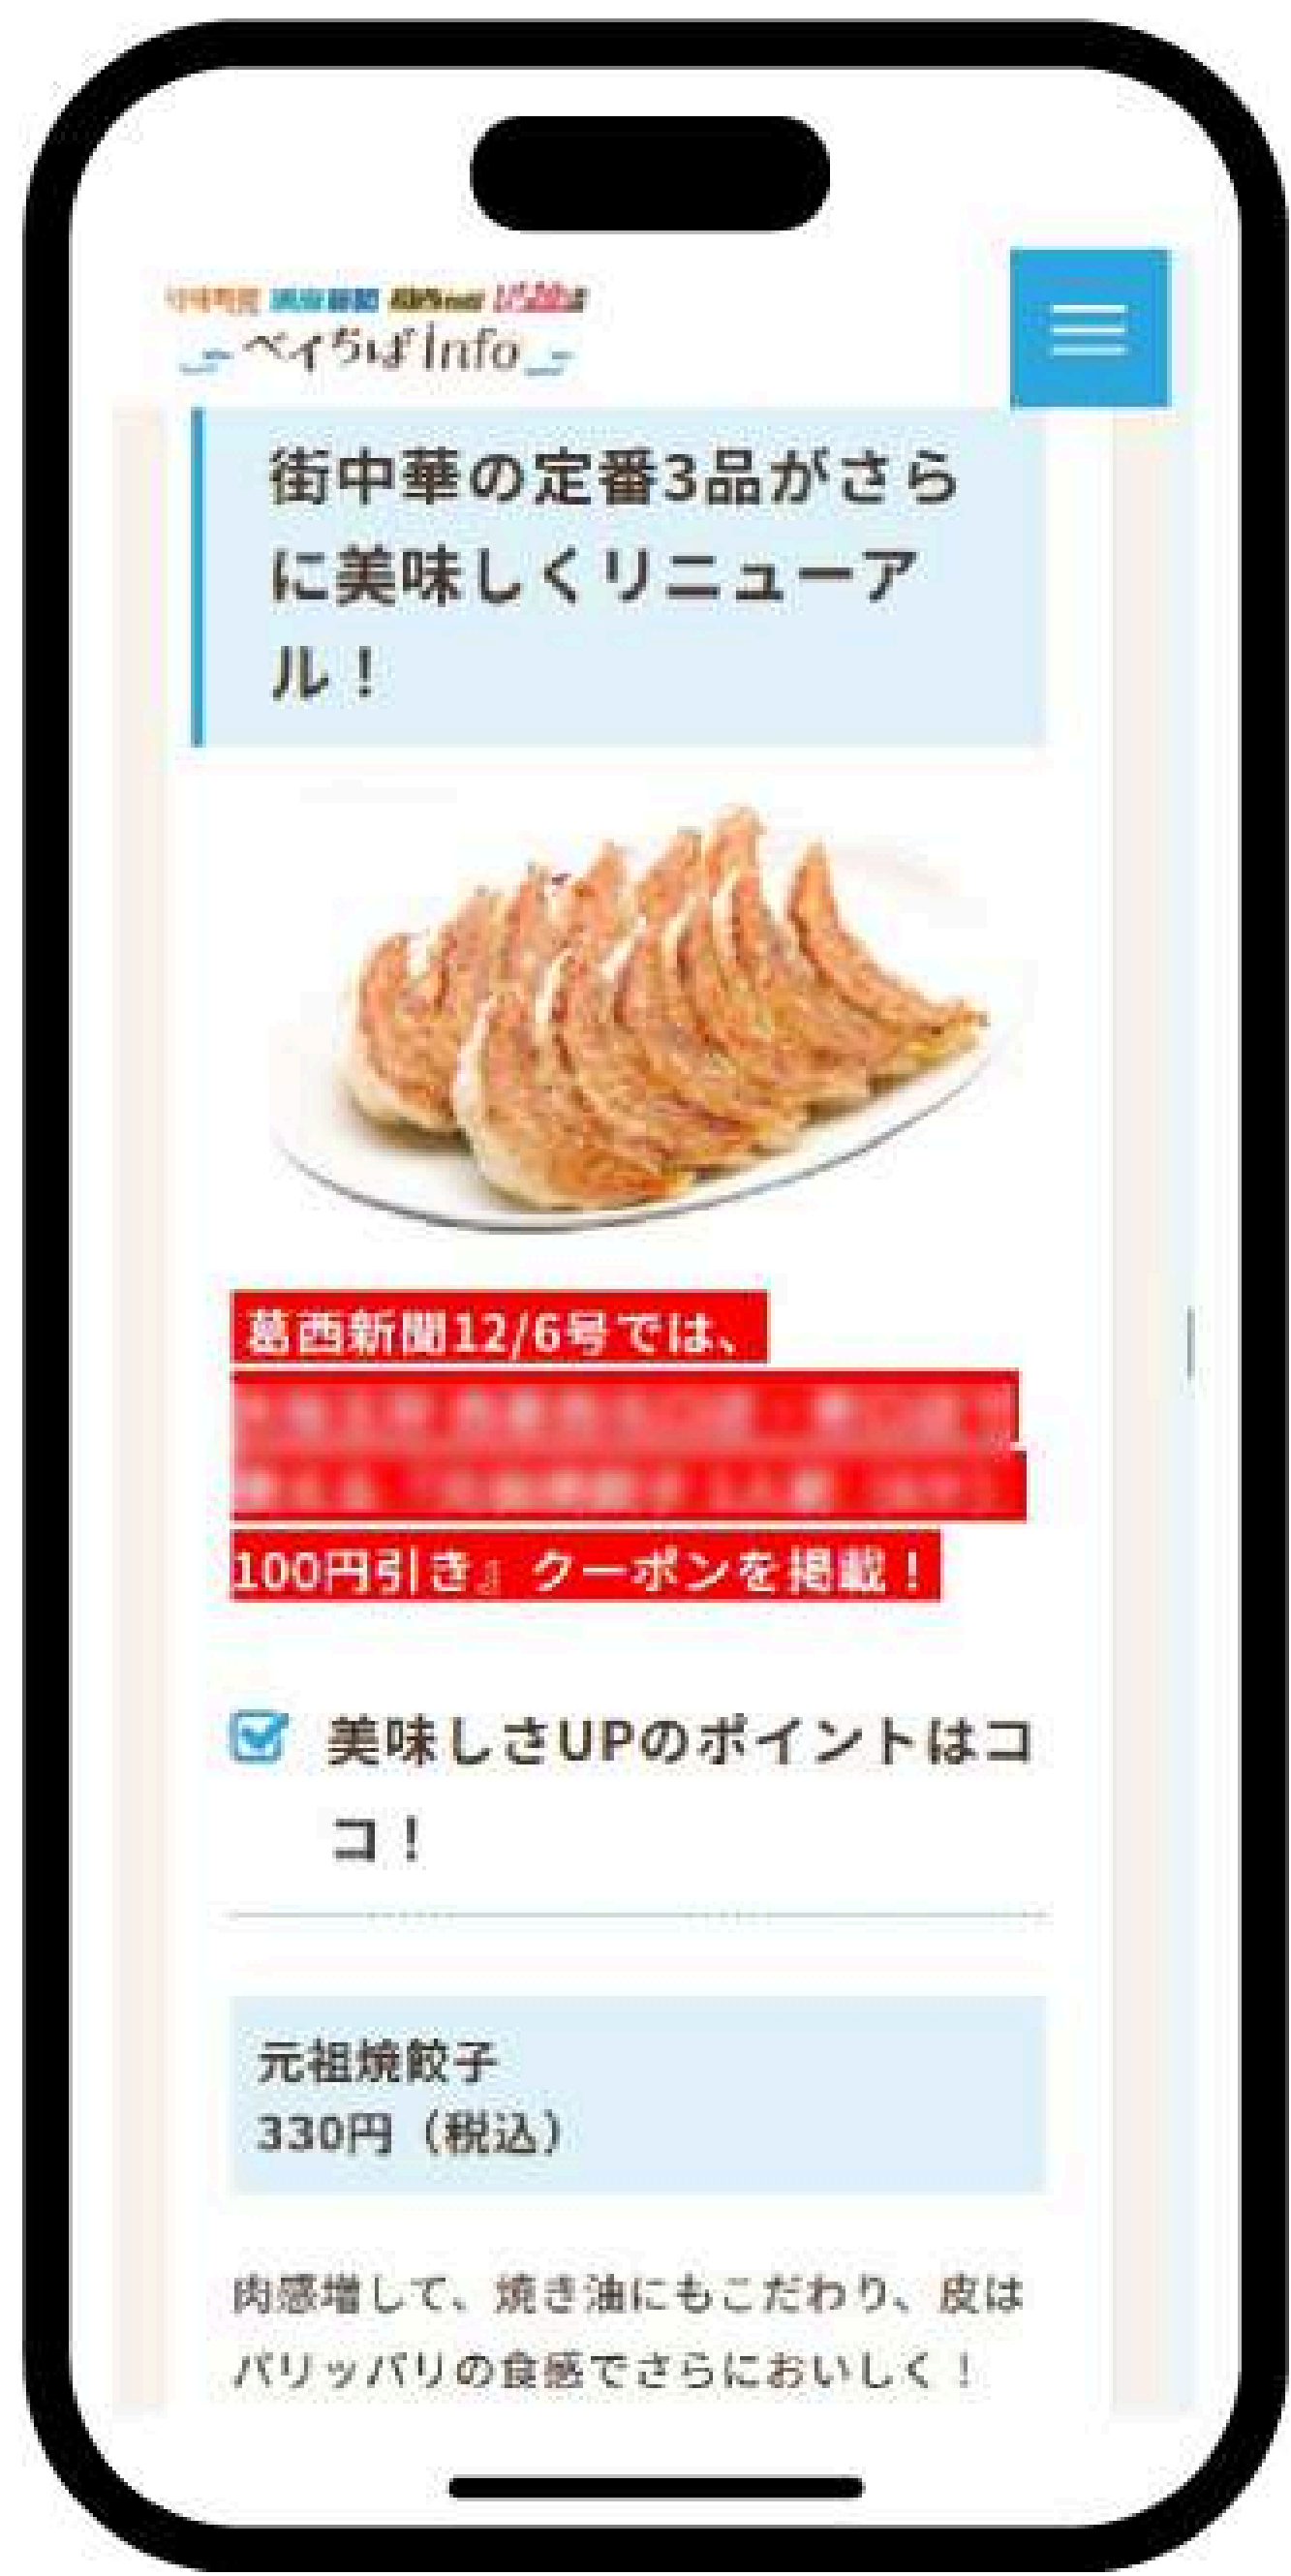 ベイちばinfo
街中華の定番3品がさら
に美味しくリニューア
ル！
葛西新聞12/6号では、
100円引き』クーポンを掲載！
美味しさUPのポイントはコ
コ！
元祖焼餃子
330円（税込）
肉感増して、焼き油にもこだわり、皮は
パリッパリの食感でさらにおいしく！